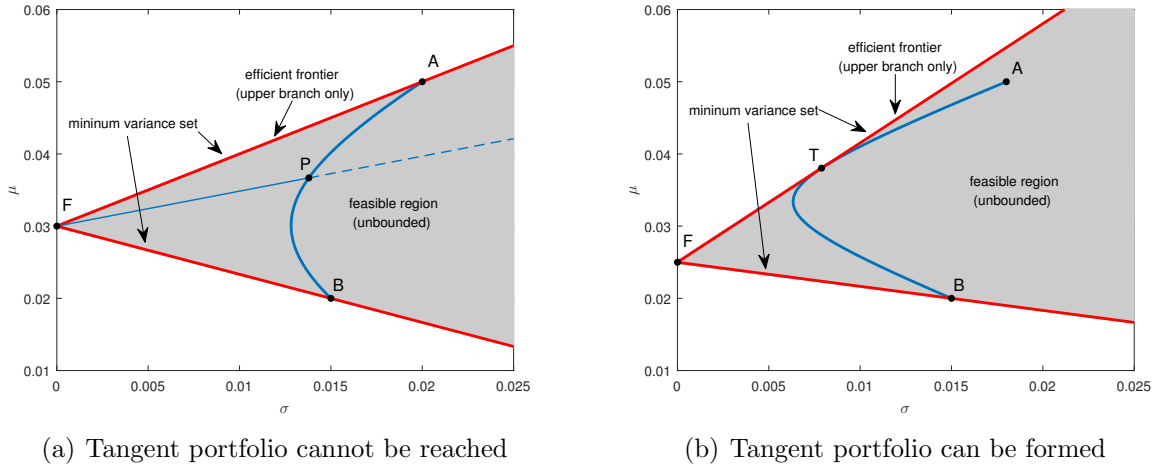 0.06
0.05
0.04
0.03
0.02
0.01
0
0.005
0.01
0.015
0.02
0.025
μ
σ
efficient frontier
(upper branch only)
A
mininum variance set
P
F
feasible region
(unbounded)
B
(a) Tangent portfolio cannot be reached
0.06
0.05
0.04
0.03
0.02
0.01
0
0.005
0.01
0.015
0.02
0.025
μ
σ
efficient frontier
(upper branch only)
A
mininum variance set
T
feasible region
(unbounded)
F
B
(b) Tangent portfolio can be formed